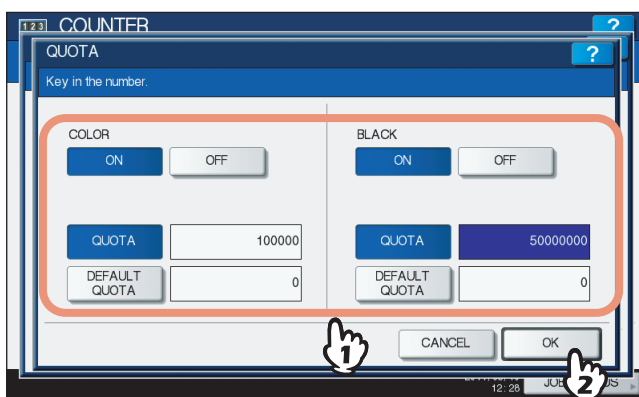 123 COUNTER ?
QUOTA ?
Key in the number.
COLOR BLACK
ON OFF ON OFF
QUOTA 100000 QUOTA 50000000
DEFAULT QUOTA 0 DEFAULT QUOTA 0
1
CANCEL OK
2
12:28 JOB